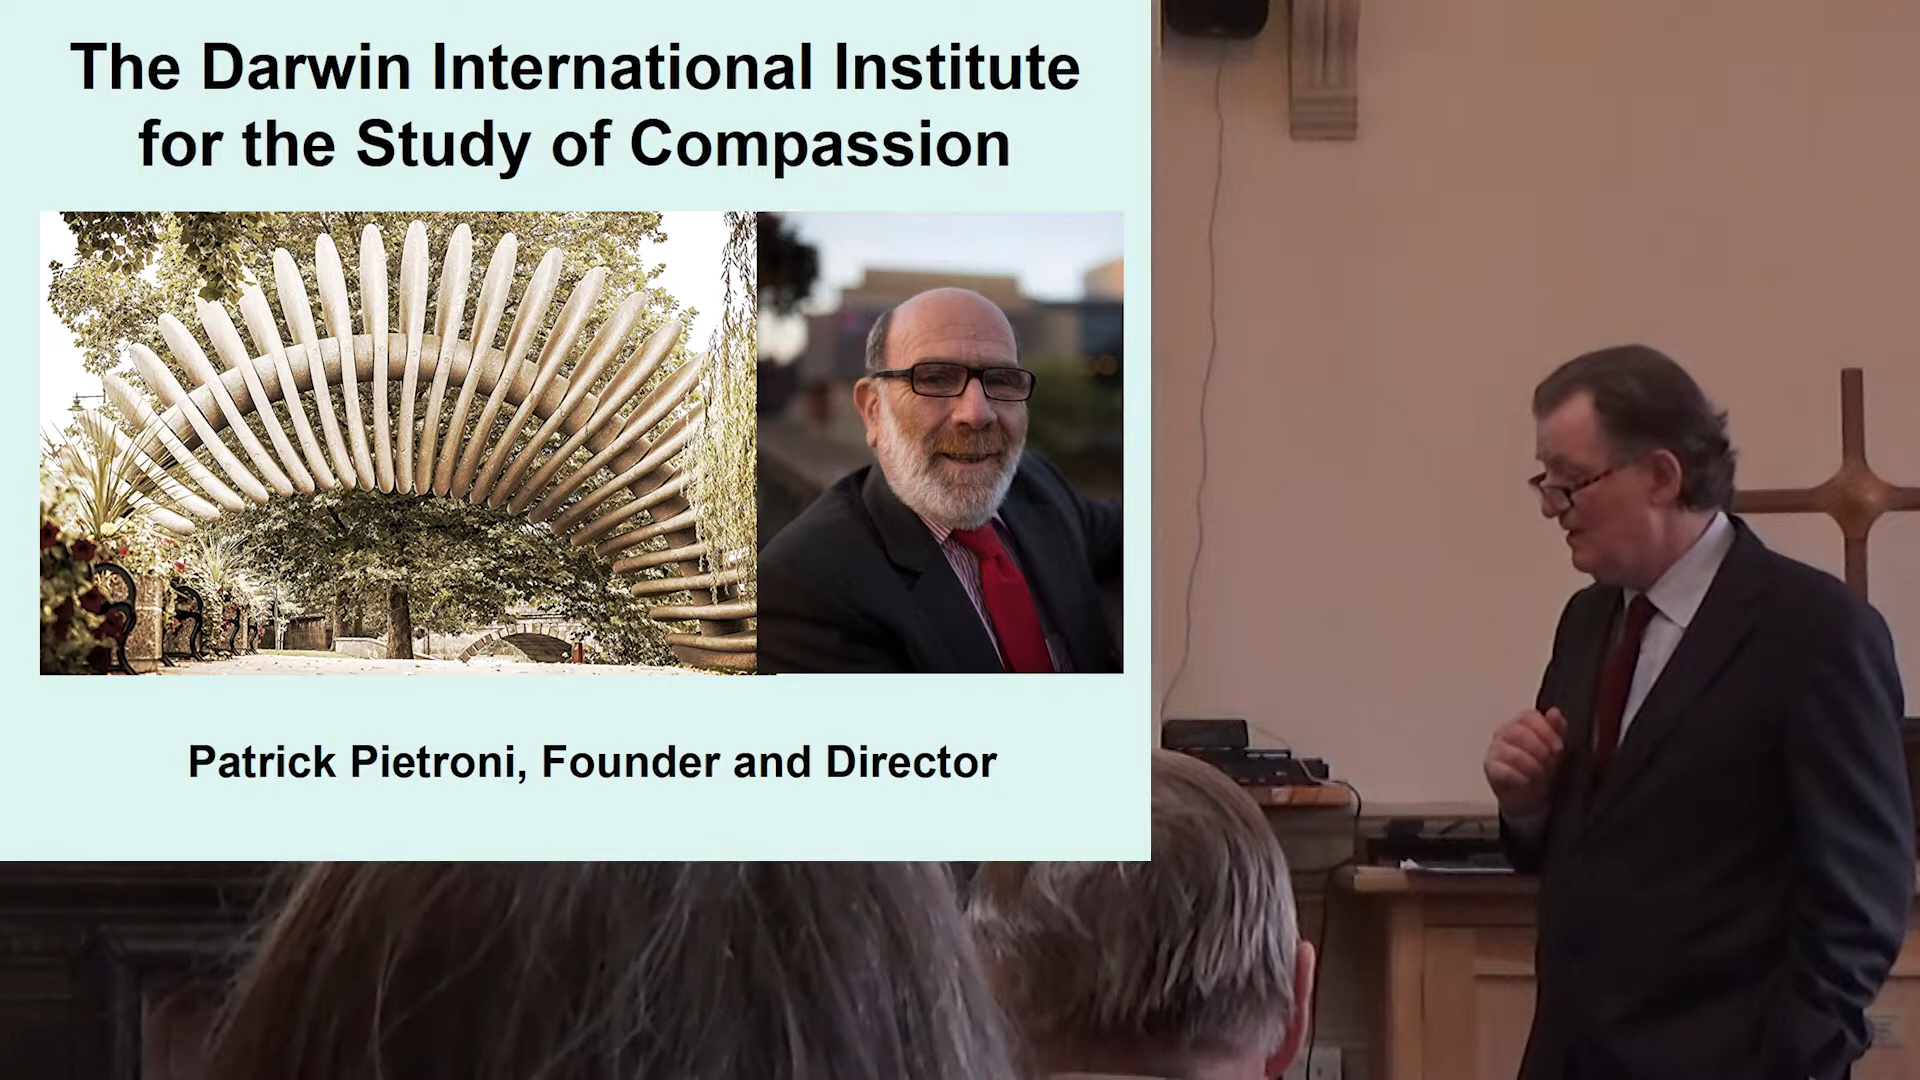 The Darwin International Institute
for the Study of Compassion
Patrick Pietroni, Founder and Director